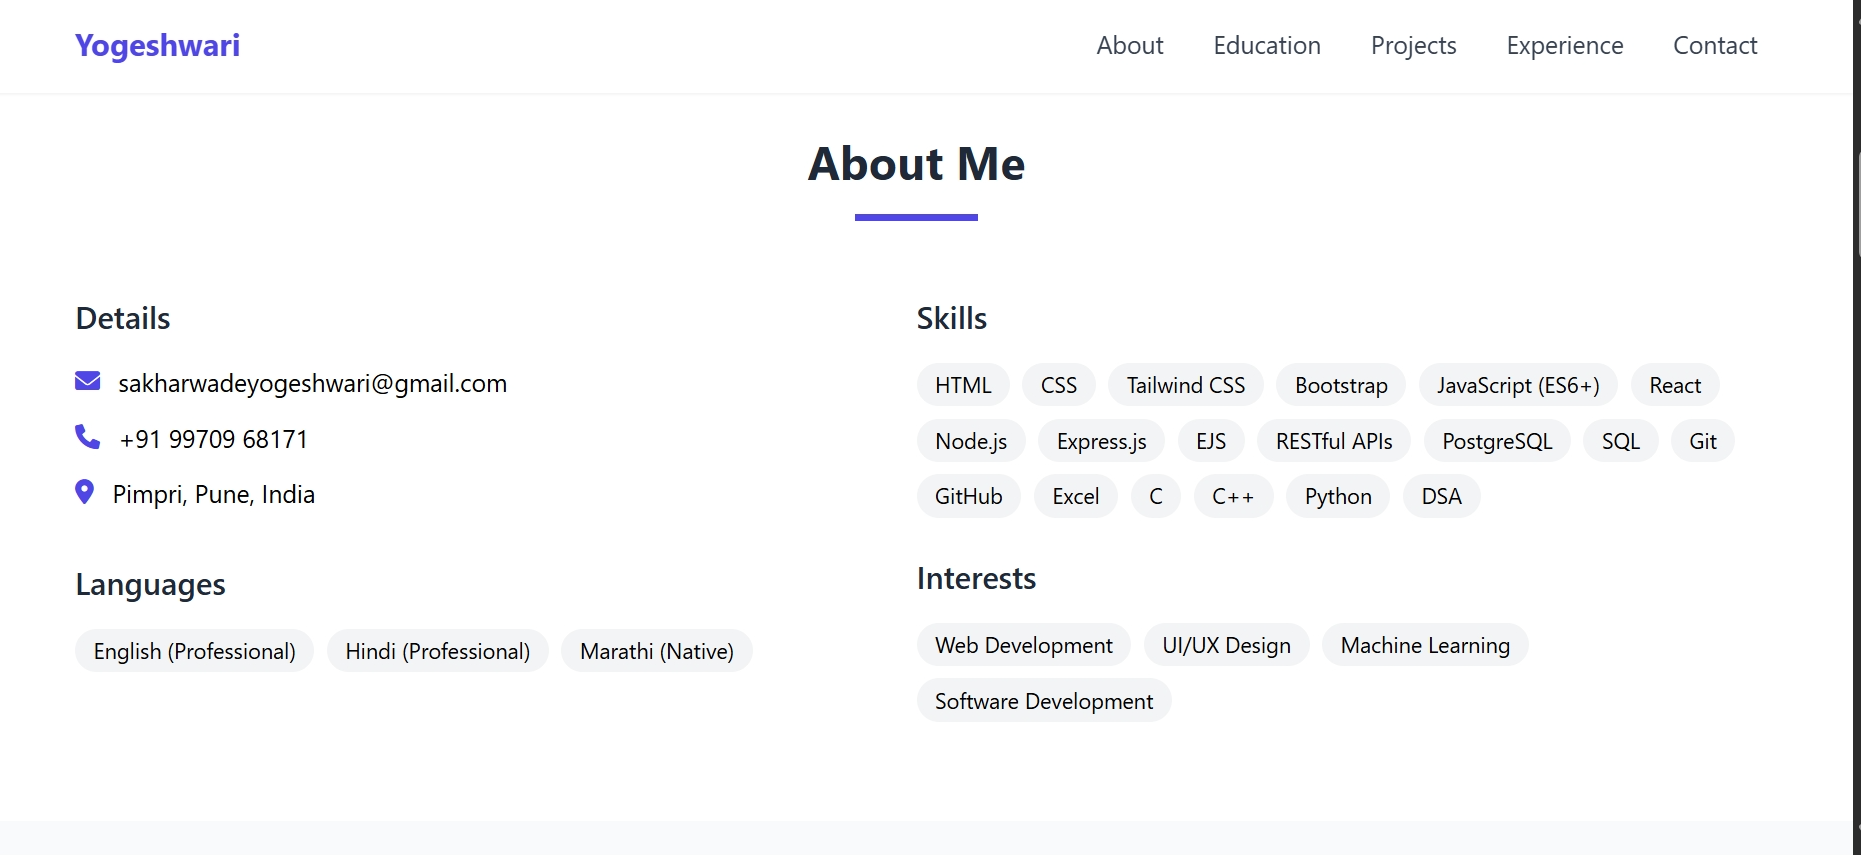 Yogeshwari
About Education Projects Experience Contact
About Me
Details
sakharwadeyogeshwari@gmail.com
+91 99709 68171
Pimpri, Pune, India
Languages
English (Professional) Hindi (Professional) Marathi (Native)
Skills
HTML CSS Tailwind CSS Bootstrap JavaScript (ES6+) React
Node.js Express.js EJS RESTful APIs PostgreSQL SQL Git
GitHub Excel C C++ Python DSA
Interests
Web Development UI/UX Design Machine Learning
Software Development